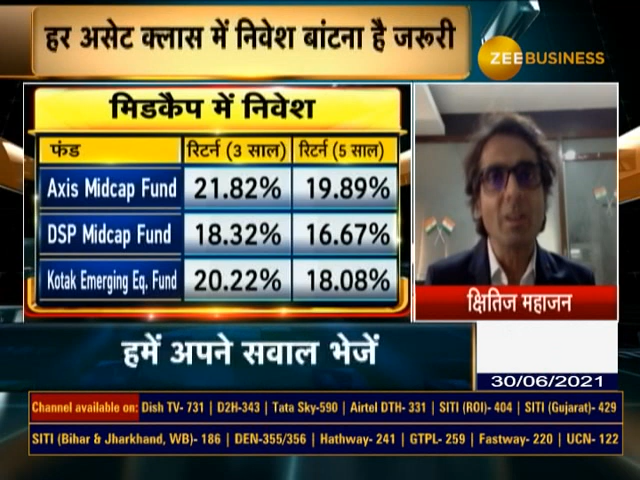 हर असेट क्लास में निवेश बांटना है जरूरी
ZEEBUSINESS
मिडकैप में निवेश
फंड रिटर्न (3 साल) रिटर्न (5 साल)
Axis Midcap Fund 21.82% 19.89%
DSP Midcap Fund 18.32% 16.67%
Kotak Emerging Eq. Fund 20.22% 18.08%
क्षितिज महाजन
हमें अपने सवाल भेजें
30/06/2021
Channel available on: Dish TV- 731 | D2H-343 | Tata Sky-590 | Airtel DTH- 331 | SITI (ROI)- 404 | SITI (Gujarat)- 429
SITI (Bihar & Jharkhand, WB)- 186 | DEN-355/356 | Hathway- 241 | GTPL- 259 | Fastway- 220 | UCN- 122